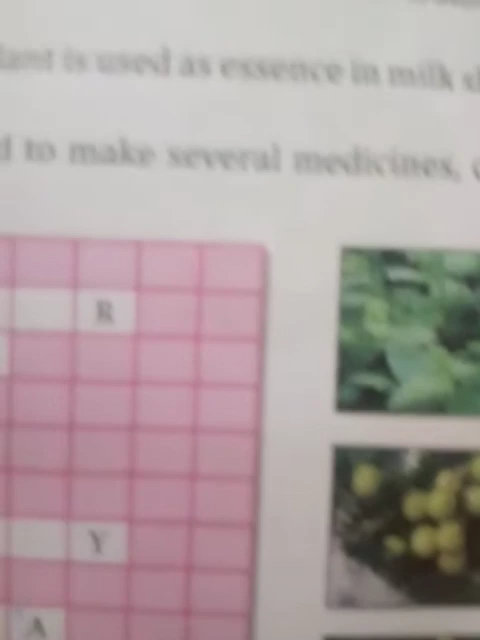 lant is used as essence in milk
to make several medicines,
R
Y
A